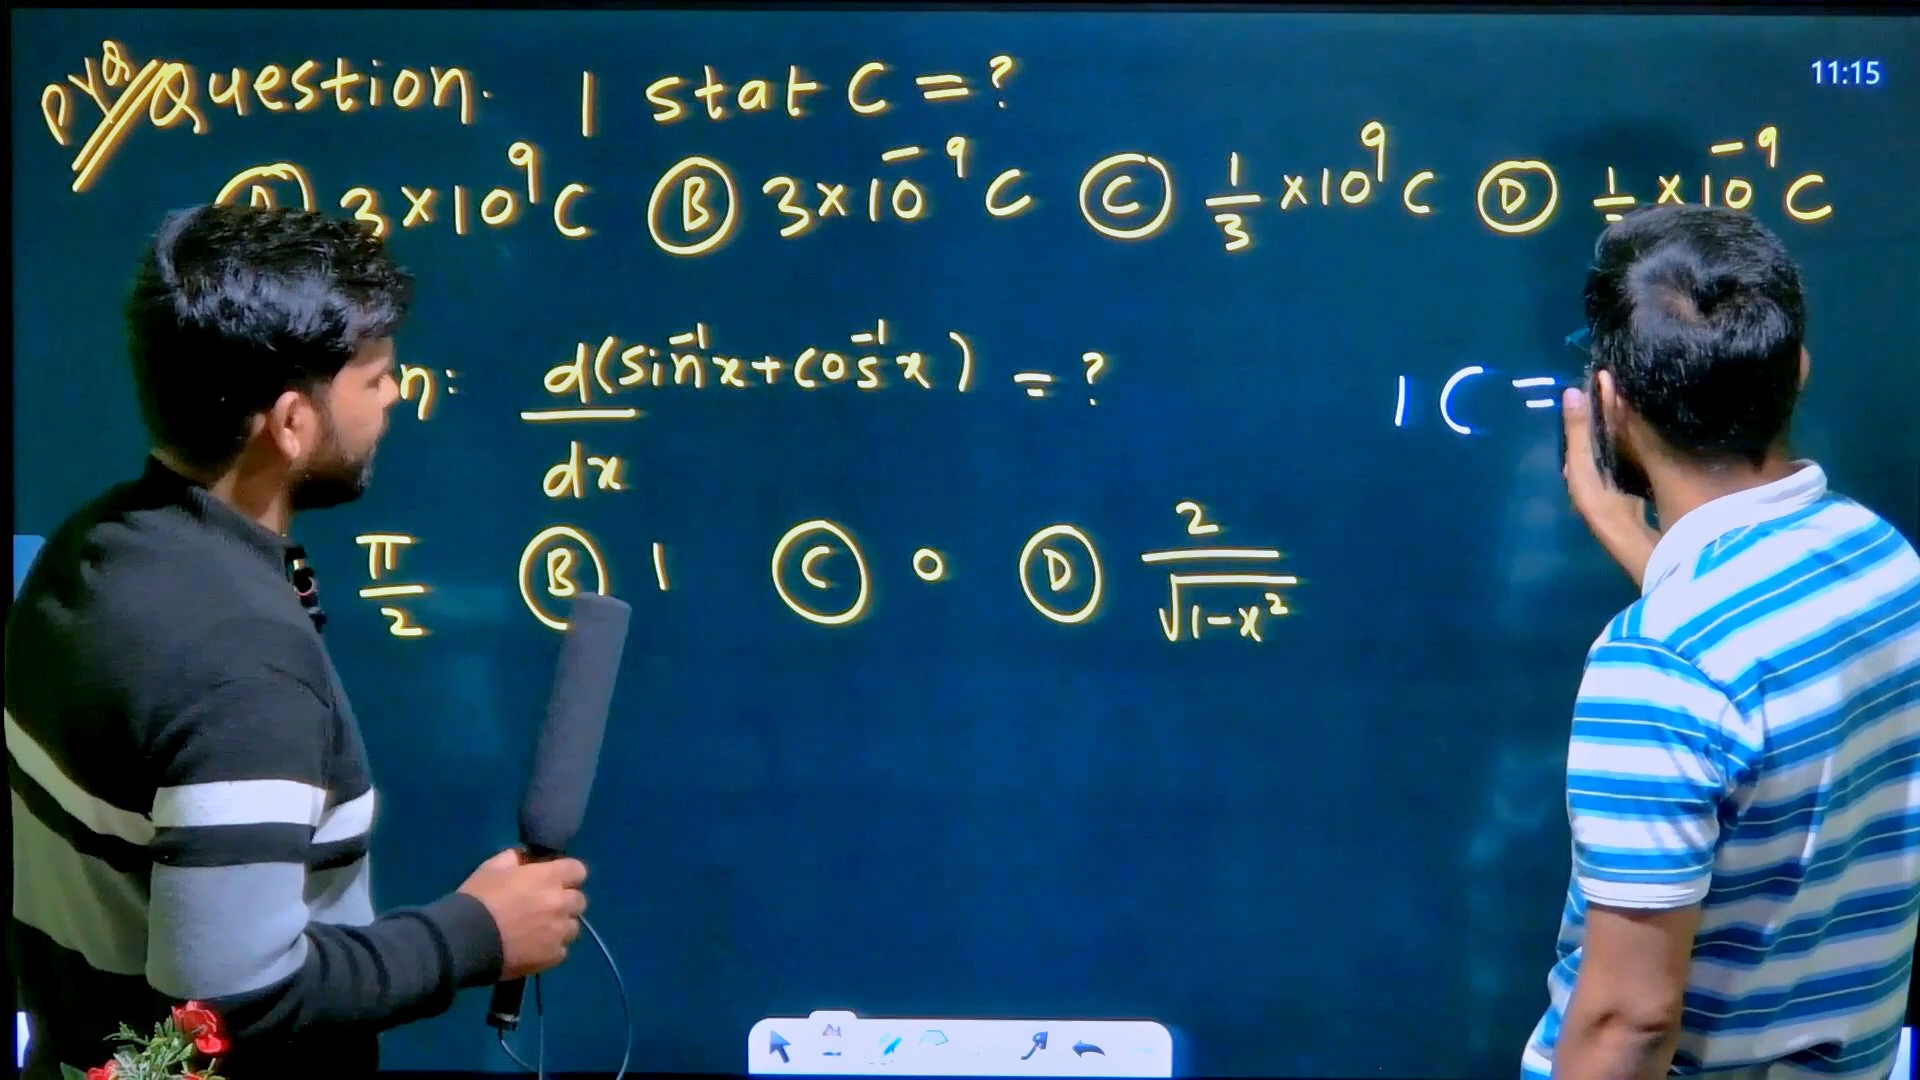 11:15
PYQ Question. 1 stat C = ?
3×10⁹C Ⓑ 3×10⁻⁹C Ⓒ 1/3 ×10⁹C Ⓓ ×10⁻⁹C
d(sin⁻¹x+cos⁻¹x)/dx = ?
1 C =
π/2 Ⓑ 1 Ⓒ 0 Ⓓ 2/√1-x²